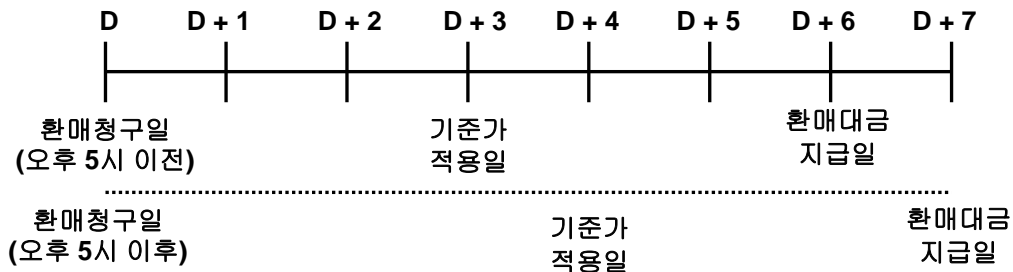 D D + 1 D + 2 D + 3 D + 4 D + 5 D + 6 D + 7
환매청구일 기준가 환매대금
(오후 5시 이전) 적용일 지급일
환매청구일 기준가 환매대금
(오후 5시 이후) 적용일 지급일